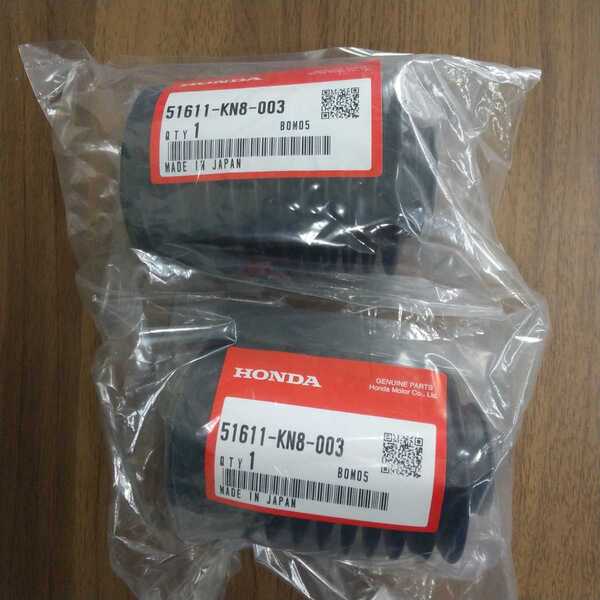 HONDA
51611-KN8-003
QTY 1
BOM05
MADE IN JAPAN
HONDA
GENUINE PARTS
Honda Motor Co., Ltd.
51611-KN8-003
QTY 1
BOM05
MADE IN JAPAN